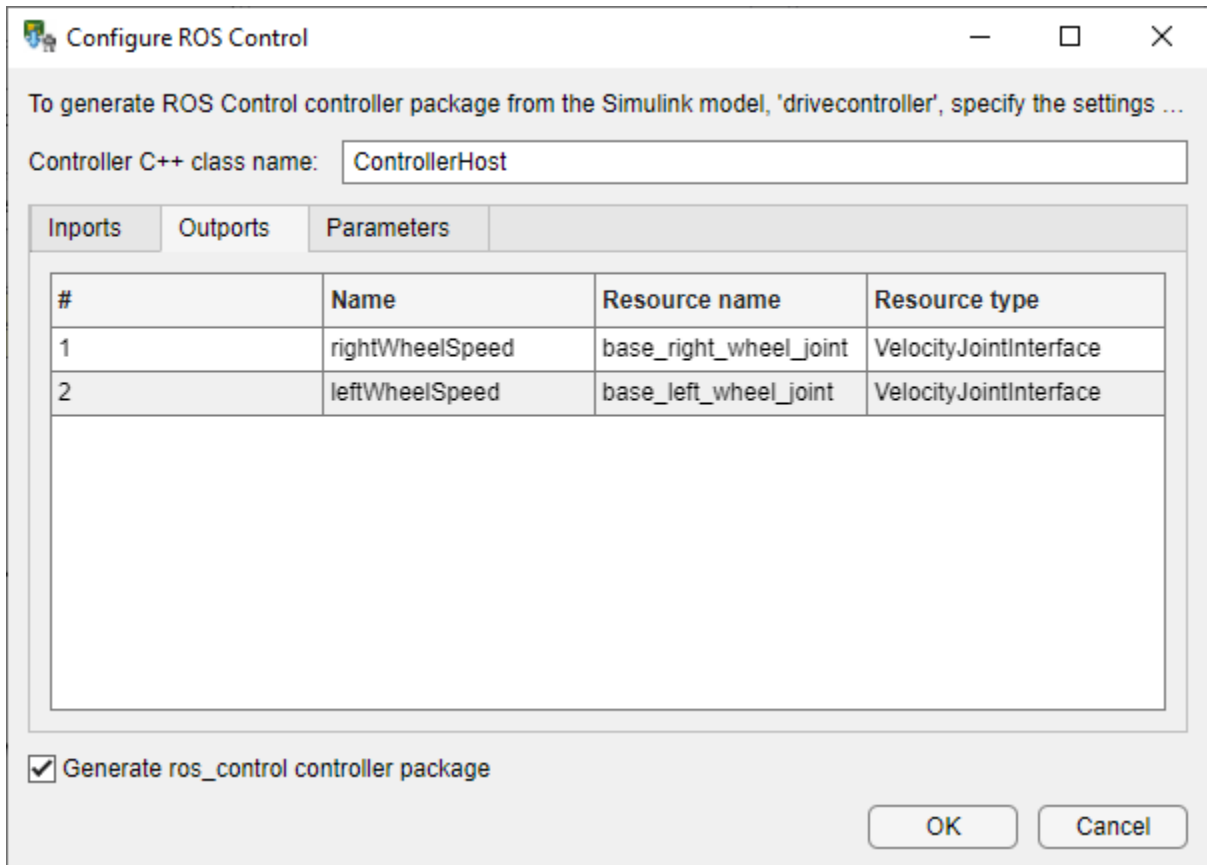 Configure ROS Control
To generate ROS Control controller package from the Simulink model, 'drivecontroller', specify the settings …
Controller C++ class name: ControllerHost
Inports Outports Parameters
# Name Resource name Resource type
1 rightWheelSpeed base_right_wheel_joint VelocityJointInterface
2 leftWheelSpeed base_left_wheel_joint VelocityJointInterface
Generate ros_control controller package
OK Cancel